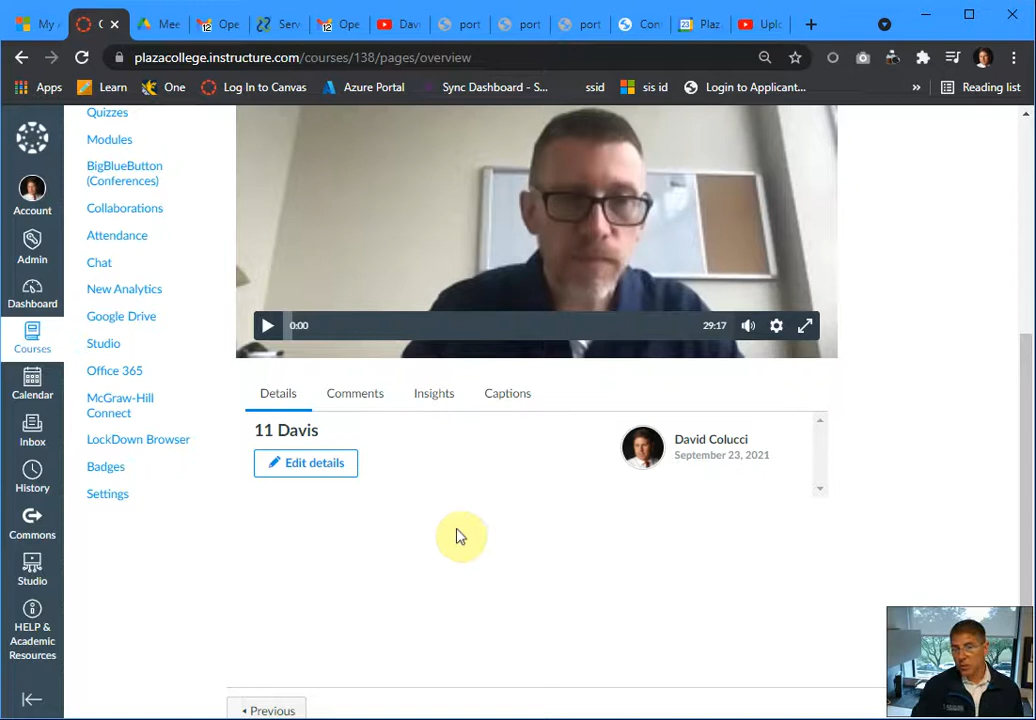 My
C
Mee
Ope
Serv
Ope
Davi
port
port
port
Con
Plaz
Uplo
plazacollege.instructure.com/courses/138/pages/overview
Apps
Learn
One
Log In to Canvas
Azure Portal
Sync Dashboard - S...
ssid
sis id
Login to Applicant...
»
Reading list
Account
Admin
Dashboard
Courses
Calendar
Inbox
History
Commons
Studio
HELP &
Academic
Resources
Quizzes
Modules
BigBlueButton
(Conferences)
Collaborations
Attendance
Chat
New Analytics
Google Drive
Studio
Office 365
McGraw-Hill
Connect
LockDown Browser
Badges
Settings
0:00
29:17
Details
Comments
Insights
Captions
11 Davis
Edit details
David Colucci
September 23, 2021
Previous